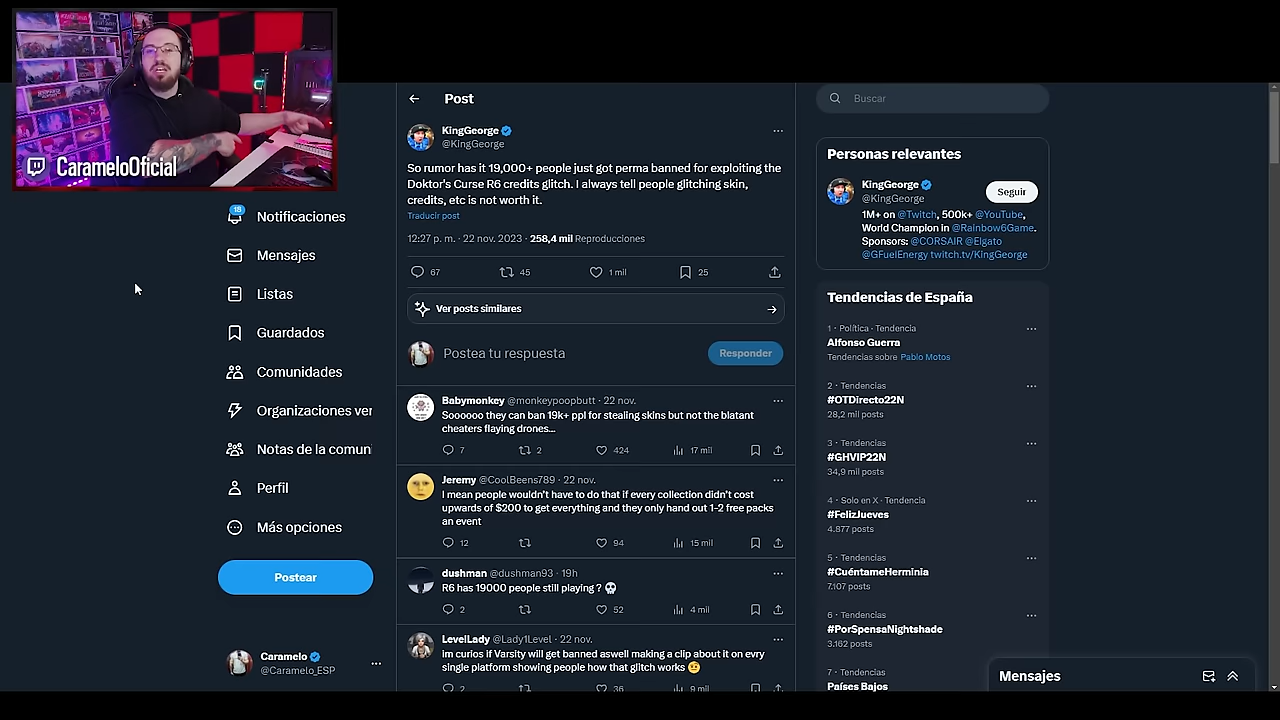 CarameloOficial
18
Notificaciones
Mensajes
Listas
Guardados
Comunidades
Organizaciones ver
Notas de la comuni
Perfil
Más opciones
Postear
Caramelo
@Caramelo_ESP
Post
KingGeorge
@KingGeorge
So rumor has it 19,000+ people just got perma banned for exploiting the
Doktor's Curse R6 credits glitch. I always tell people glitching skin,
credits, etc is not worth it.
Traducir post
12:27 p. m. · 22 nov. 2023 · 258,4 mil Reproducciones
67 45 1 mil 25
Ver posts similares
Postea tu respuesta
Responder
Babymonkey @monkeypoopbutt · 22 nov.
Soooooo they can ban 19k+ ppl for stealing skins but not the blatant
cheaters flaying drones...
7 2 424 17 mil
Jeremy @CoolBeens789 · 22 nov.
I mean people wouldn't have to do that if every collection didn't cost
upwards of $200 to get everything and they only hand out 1-2 free packs
an event
12 94 15 mil
dushman @dushman93 · 19h
R6 has 19000 people still playing ? 💀
2 52 4 mil
LevelLady @Lady1Level · 22 nov.
im curios if Varsity will get banned aswell making a clip about it on evry
single platform showing people how that glitch works 🤨
2 36 9 mil
Buscar
Personas relevantes
KingGeorge
@KingGeorge
Seguir
1M+ on @Twitch, 500k+ @YouTube,
World Champion in @Rainbow6Game.
Sponsors: @CORSAIR @Elgato
@GFuelEnergy twitch.tv/KingGeorge
Tendencias de España
1 · Política · Tendencia
Alfonso Guerra
Tendencias sobre Pablo Motos
2 · Tendencias
#OTDirecto22N
28,2 mil posts
3 · Tendencias
#GHVIP22N
34,9 mil posts
4 · Solo en X · Tendencia
#FelizJueves
4.877 posts
5 · Tendencias
#CuéntameHerminia
7.107 posts
6 · Tendencias
#PorSpensaNightshade
3.162 posts
7 · Tendencias
Países Bajos
Mensajes